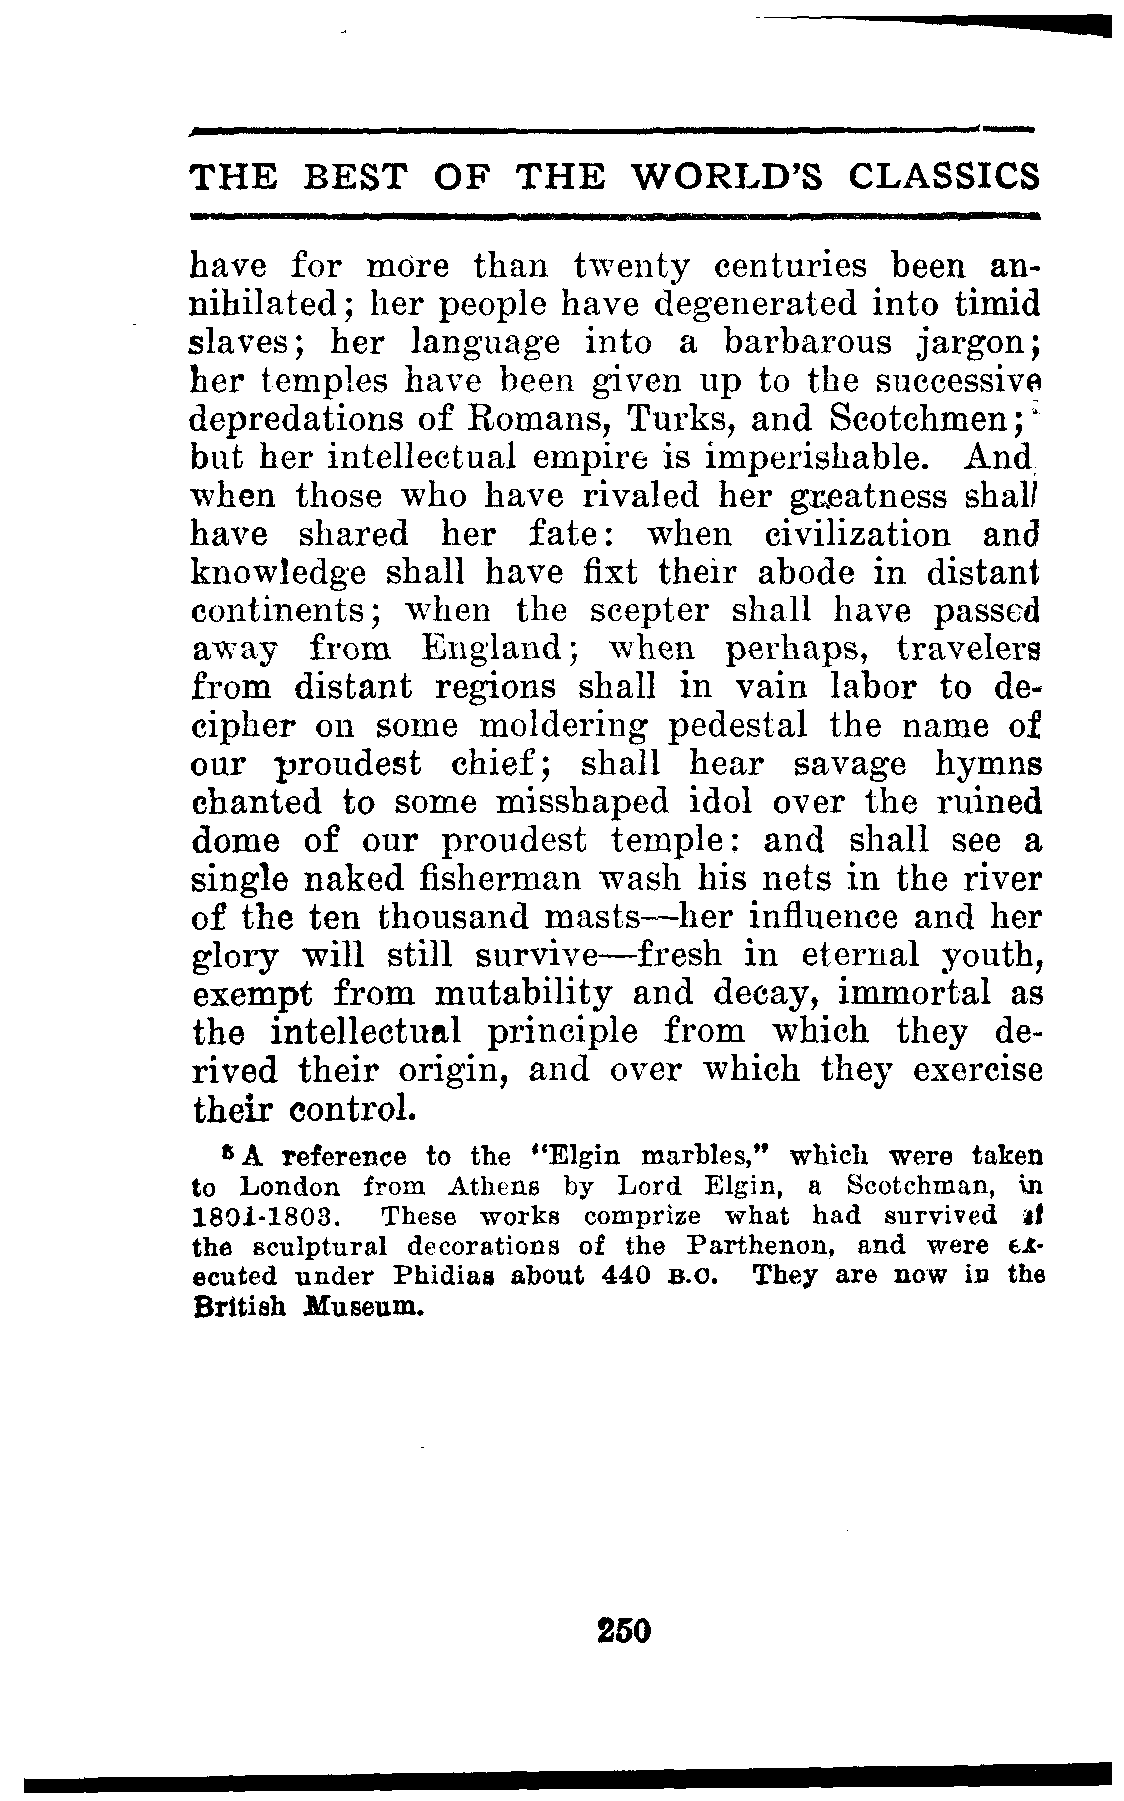 THE BEST OF THE WORLD'S CLASSICS
have for more than twenty centuries been an-
nihilated; her people have degenerated into timid
slaves; her language into a barbarous jargon;
her temples have been given up to the successive
depredations of Romans, Turks, and Scotchmen;
but her intellectual empire is imperishable. And
when those who have rivaled her greatness shall
have shared her fate: when civilization and
knowledge shall have fixt their abode in distant
continents; when the scepter shall have passed
away from England; when perhaps, travelers
from distant regions shall in vain labor to de-
cipher on some moldering pedestal the name of
our proudest chief; shall hear savage hymns
chanted to some misshaped idol over the ruined
dome of our proudest temple: and shall see a
single naked fisherman wash his nets in the river
of the ten thousand masts—her influence and her
glory will still survive—fresh in eternal youth,
exempt from mutability and decay, immortal as
the intellectual principle from which they de-
rived their origin, and over which they exercise
their control.
⁵ A reference to the "Elgin marbles," which were taken
to London from Athens by Lord Elgin, a Scotchman, in
1801-1803. These works comprize what had survived
the sculptural decorations of the Parthenon, and were ex-
ecuted under Phidias about 440 B.C. They are now in the
British Museum.
250